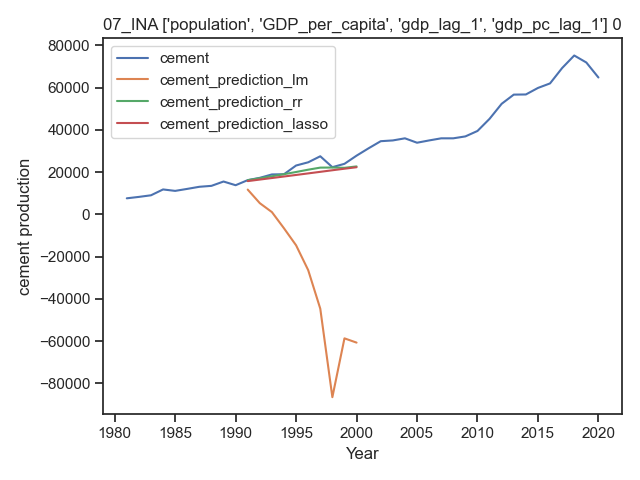 07_INA ['population', 'GDP_per_capita', 'gdp_lag_1', 'gdp_pc_lag_1'] 0
cement
cement_prediction_lm
cement_prediction_rr
cement_prediction_lasso
80000
60000
40000
20000
0
−20000
−40000
−60000
−80000
cement production
1980
1985
1990
1995
2000
2005
2010
2015
2020
Year